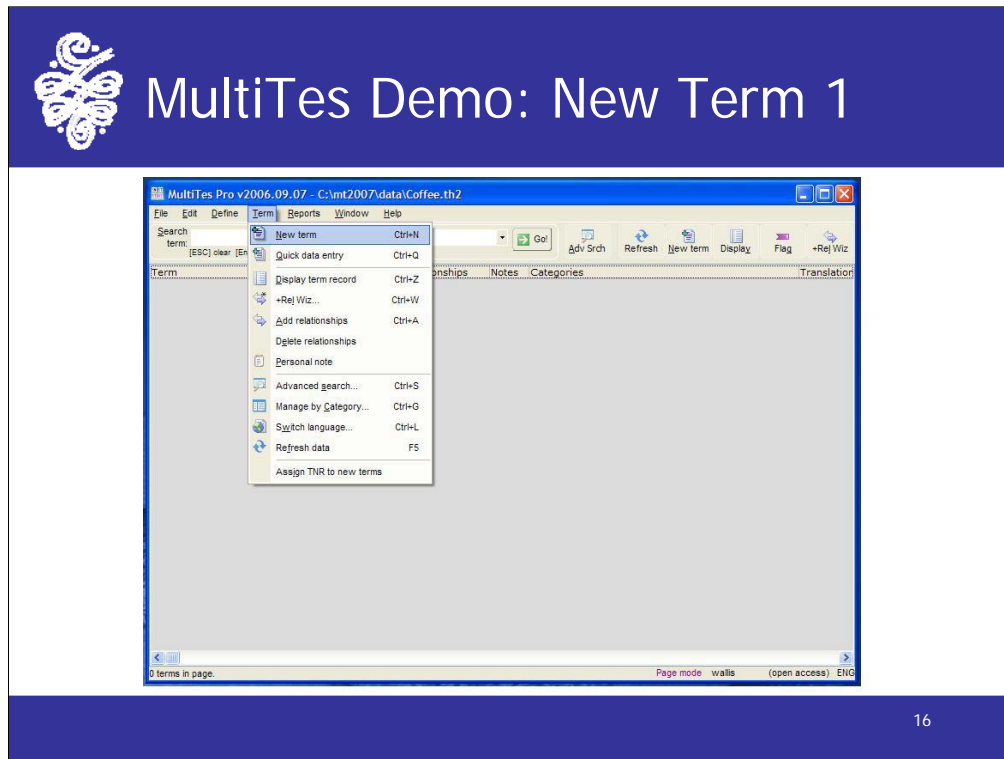 MultiTes Demo: New Term 1
MultiTes Pro v2006.09.07 - C:\mt2007\data\Coffee.th2
File Edit Define Term Reports Window Help
Search term:
[ESC] clear [En
Go! Adv Srch Refresh New term Display Flag +Rel Wiz
Term onships Notes Categories Translation
New term Ctrl+N
Quick data entry Ctrl+Q
Display term record Ctrl+Z
+Rel Wiz... Ctrl+W
Add relationships Ctrl+A
Delete relationships
Personal note
Advanced search... Ctrl+S
Manage by Category... Ctrl+G
Switch language... Ctrl+L
Refresh data F5
Assign TNR to new terms
0 terms in page. Page mode wallis (open access) ENG
16